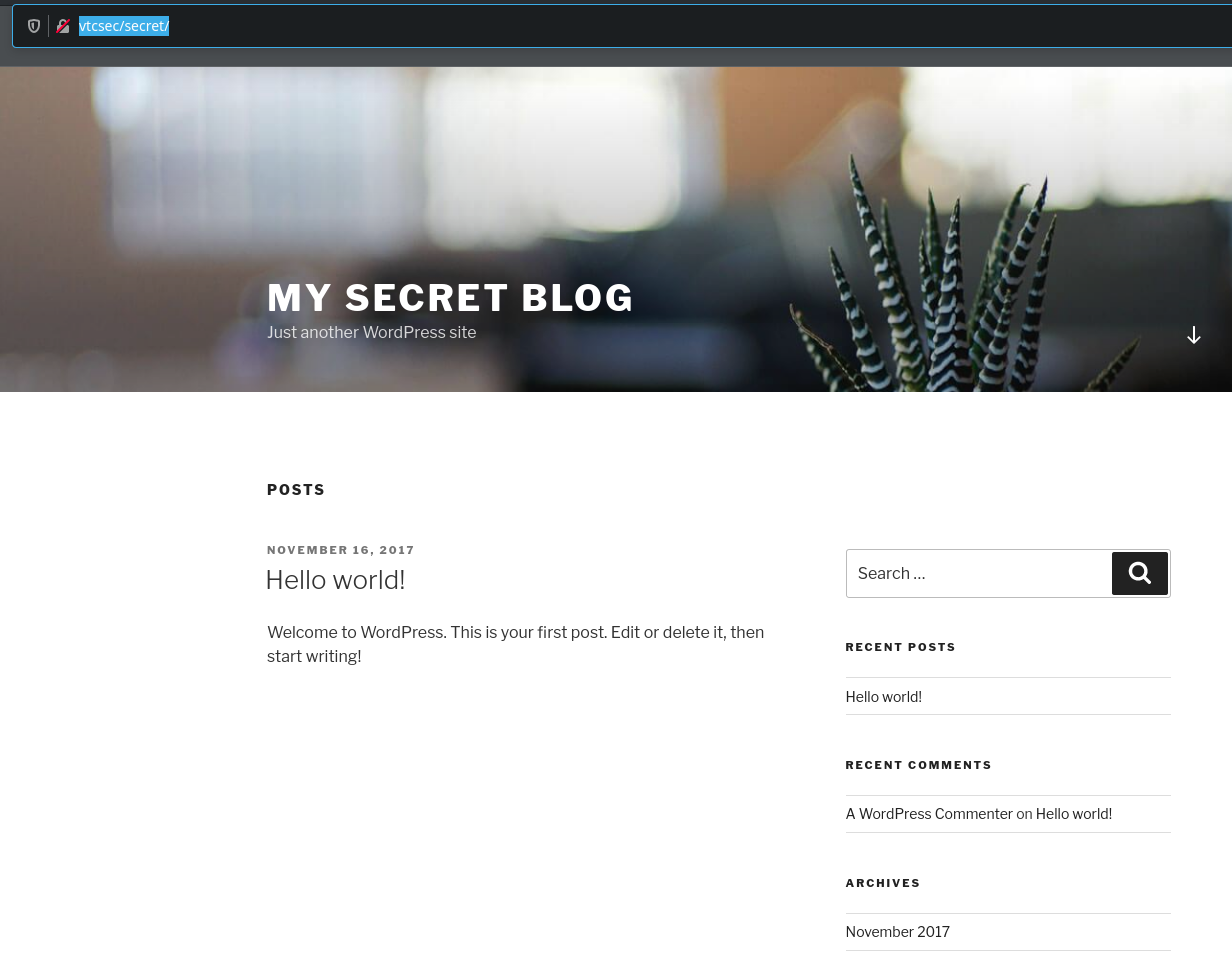 vtcsec/secret/
MY SECRET BLOG
Just another WordPress site
POSTS
NOVEMBER 16, 2017
Hello world!
Welcome to WordPress. This is your first post. Edit or delete it, then
start writing!
Search …
RECENT POSTS
Hello world!
RECENT COMMENTS
A WordPress Commenter on Hello world!
ARCHIVES
November 2017